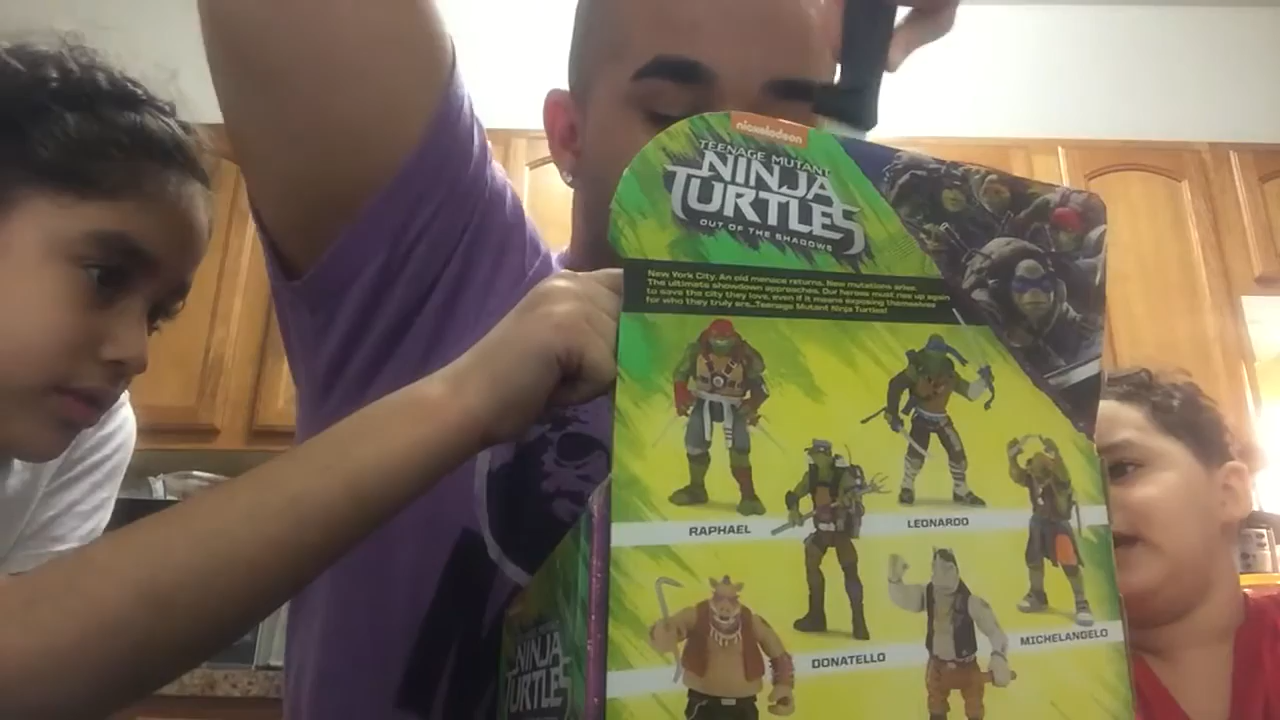 nickelodeon
TEENAGE MUTANT
NINJA
TURTLES
OUT OF THE SHADOWS
New York City. An old menace returns. New mutations arise.
The ultimate showdown approaches. Our heroes must rise up again
to save the city they love, even if it means exposing themselves
for who they truly are...Teenage Mutant Ninja Turtles!
RAPHAEL
LEONARDO
DONATELLO
MICHELANGELO
NINJA
TURTLES